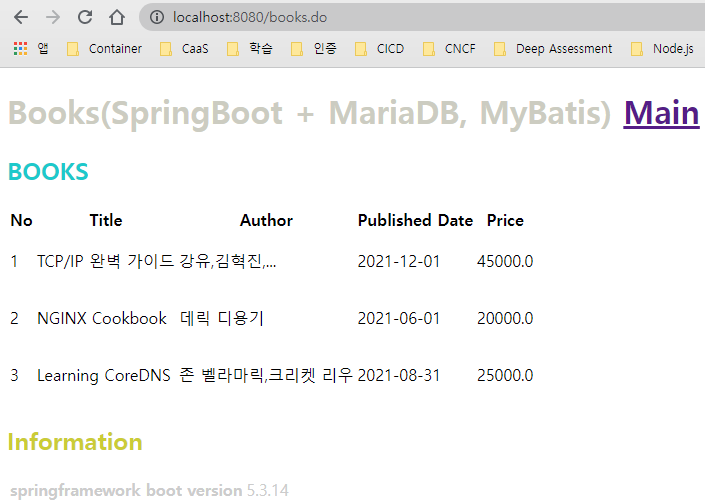 localhost:8080/books.do
앱 Container CaaS 학습 인증 CICD CNCF Deep Assessment Node.js
Books(SpringBoot + MariaDB, MyBatis) Main
BOOKS
No Title Author Published Date Price
1 TCP/IP 완벽 가이드 강유,김혁진,... 2021-12-01 45000.0
2 NGINX Cookbook 데릭 디용기 2021-06-01 20000.0
3 Learning CoreDNS 존 벨라마릭,크리켓 리우 2021-08-31 25000.0
Information
springframework boot version 5.3.14